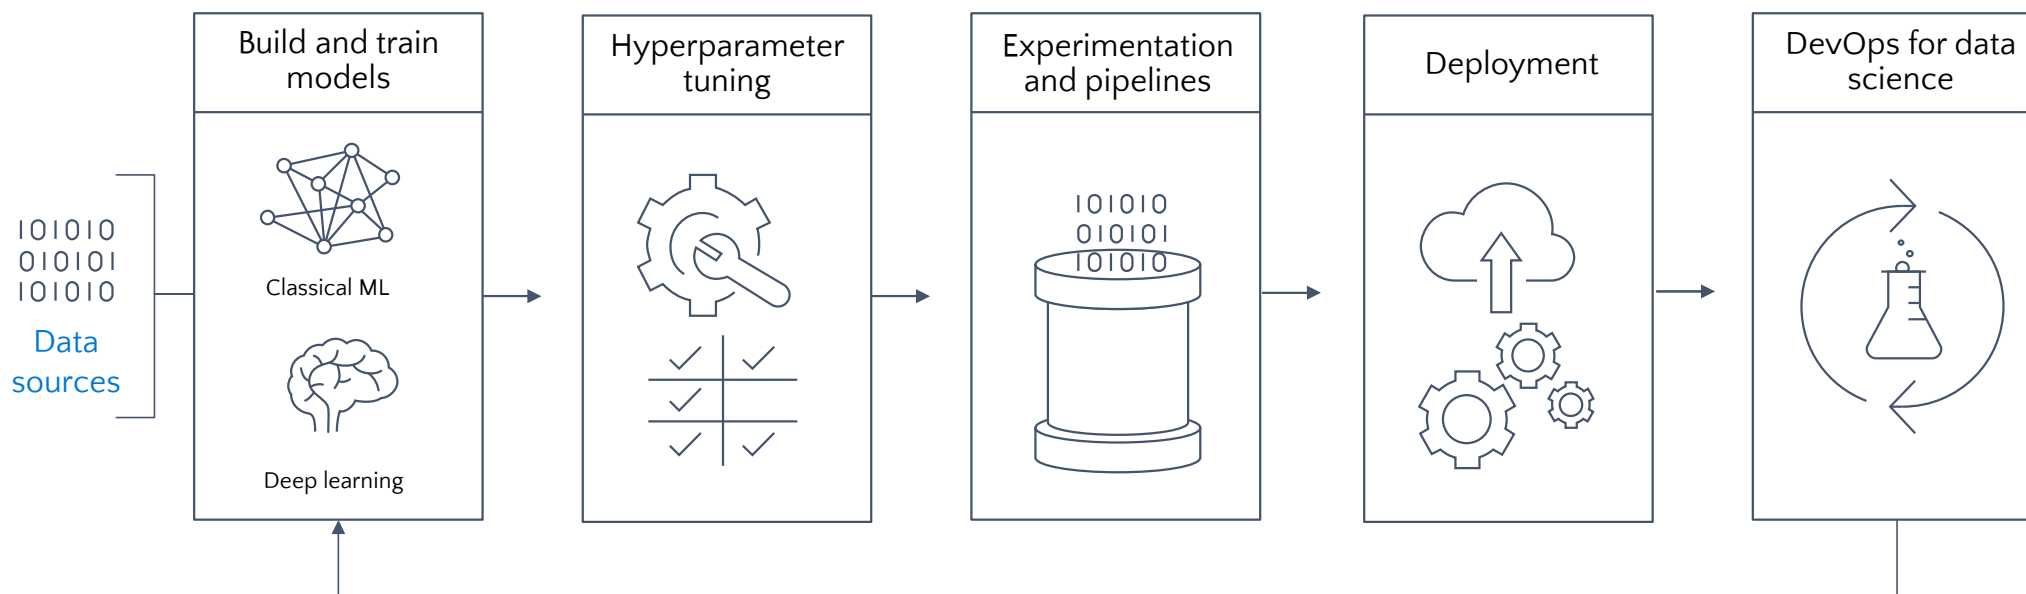 Build and train
models
Hyperparameter
tuning
Experimentation
and pipelines
Deployment
DevOps for data
science
101010
010101
101010
Data
sources
Classical ML
Deep learning
101010
010101
101010